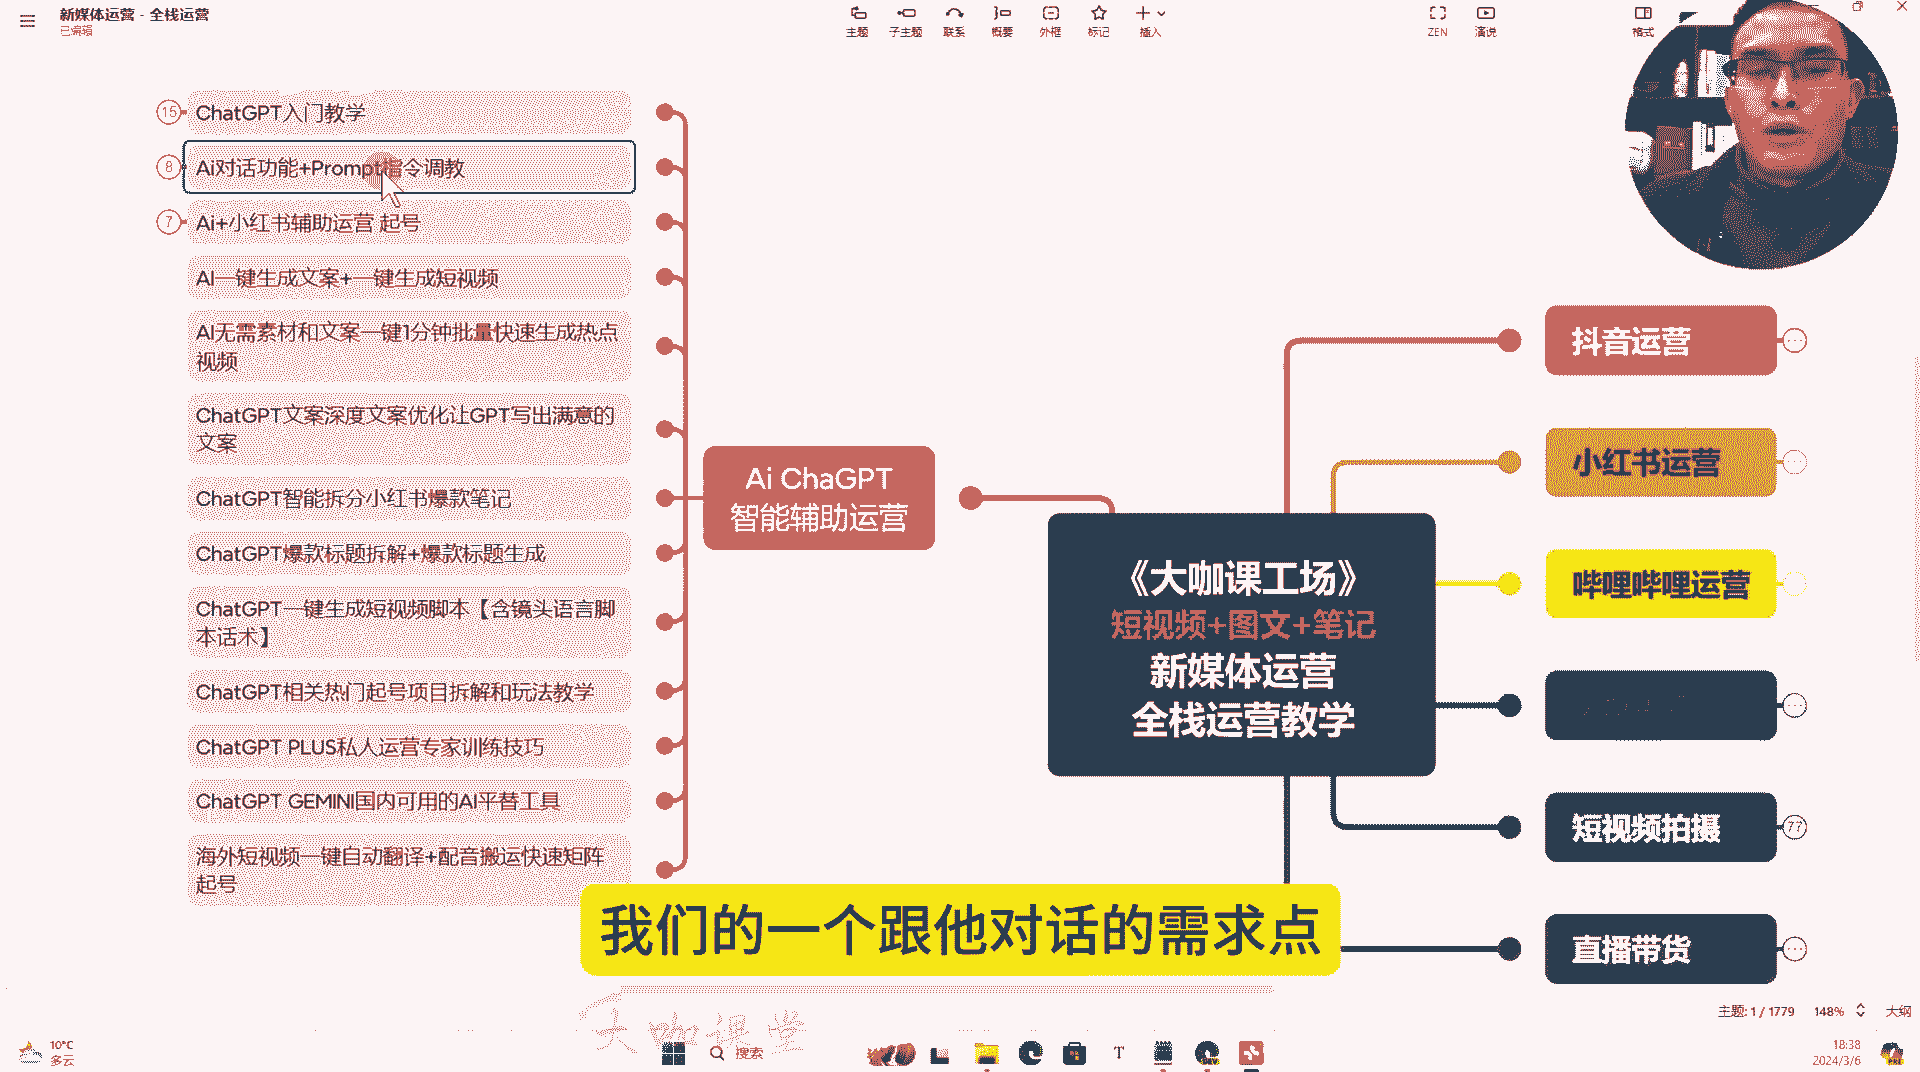 新媒体运营 - 全栈运营
已编辑
主题
子主题
联系
概要
外框
标记
插入
ZEN
演说
格式
15
ChatGPT入门教学
8
Ai对话功能+Prompt指令调教
7
Ai+小红书辅助运营 起号
AI一键生成文案+一键生成短视频
AI无需素材和文案一键1分钟批量快速生成热点
视频
ChatGPT文案深度文案优化让GPT写出满意的
文案
ChatGPT智能拆分小红书爆款笔记
ChatGPT爆款标题拆解+爆款标题生成
ChatGPT一键生成短视频脚本【含镜头语言脚
本话术】
ChatGPT相关热门起号项目拆解和玩法教学
ChatGPT PLUS私人运营专家训练技巧
ChatGPT GEMINI国内可用的AI平替工具
海外短视频一键自动翻译+配音搬运快速矩阵
起号
Ai ChaGPT
智能辅助运营
《大咖课工场》
短视频+图文+笔记
新媒体运营
全栈运营教学
抖音运营
小红书运营
哔哩哔哩运营
短视频拍摄
77
直播带货
我们的一个跟他对话的需求点
大咖课堂
主题: 1 / 1779
148%
大纲
10°C
多云
搜索
18:38
2024/3/6